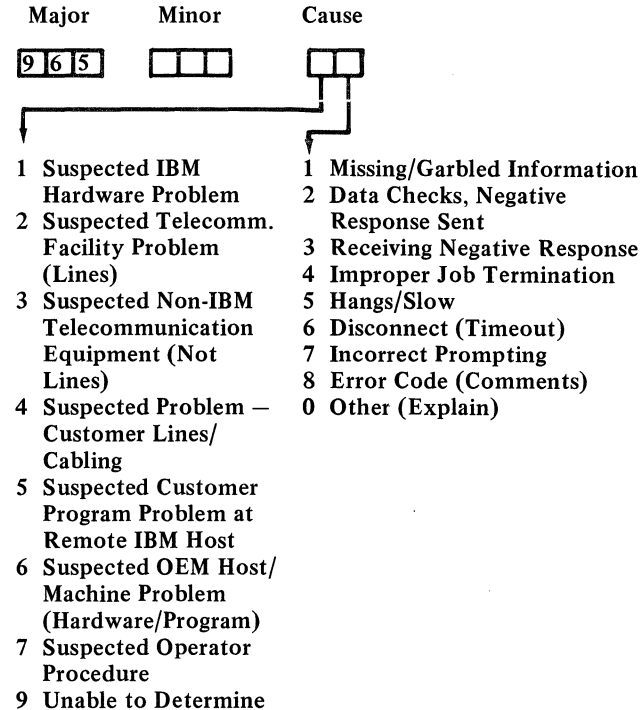 Major Minor Cause
9 6 5
1 Suspected IBM
Hardware Problem
2 Suspected Telecomm.
Facility Problem
(Lines)
3 Suspected Non-IBM
Telecommunication
Equipment (Not
Lines)
4 Suspected Problem —
Customer Lines/
Cabling
5 Suspected Customer
Program Problem at
Remote IBM Host
6 Suspected OEM Host/
Machine Problem
(Hardware/Program)
7 Suspected Operator
Procedure
9 Unable to Determine
1 Missing/Garbled Information
2 Data Checks, Negative
Response Sent
3 Receiving Negative Response
4 Improper Job Termination
5 Hangs/Slow
6 Disconnect (Timeout)
7 Incorrect Prompting
8 Error Code (Comments)
0 Other (Explain)